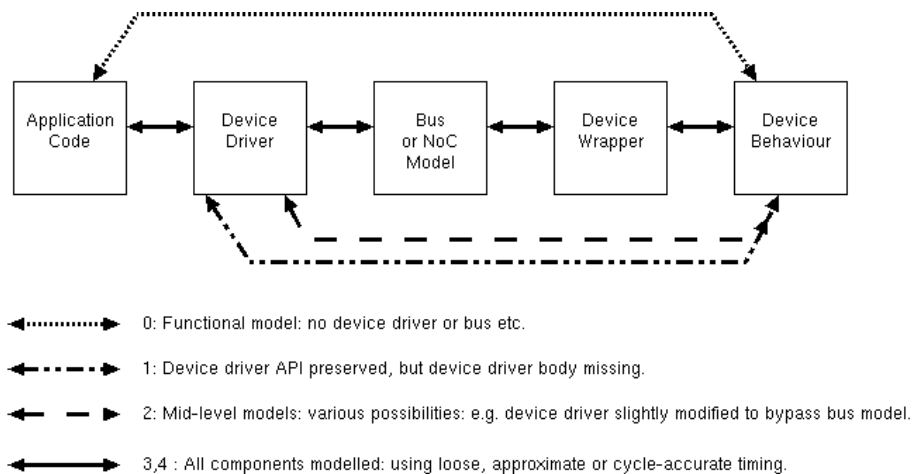 Application
Code
Device
Driver
Bus
or NoC
Model
Device
Wrapper
Device
Behaviour
0: Functional model: no device driver or bus etc.
1: Device driver API preserved, but device driver body missing.
2: Mid-level models: various possibilities: e.g. device driver slightly modified to bypass bus model.
3,4 : All components modelled: using loose, approximate or cycle-accurate timing.